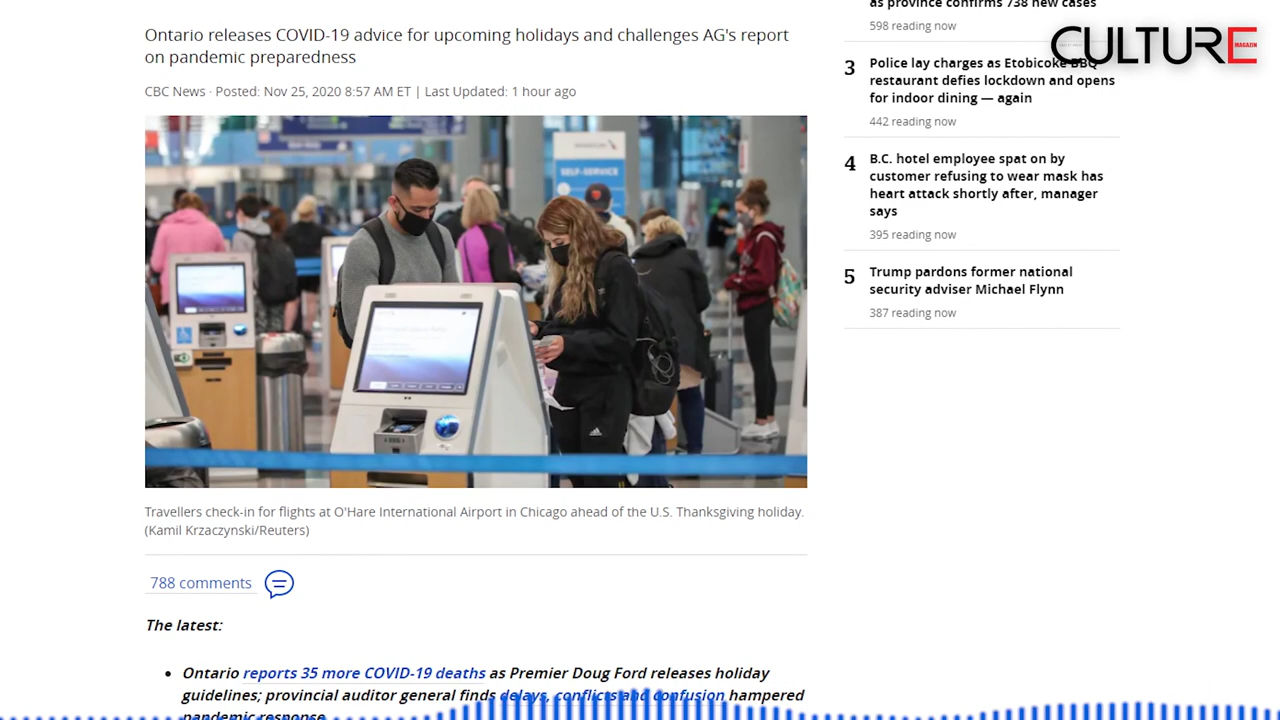 Ontario releases COVID-19 advice for upcoming holidays and challenges AG's report
on pandemic preparedness
CBC News · Posted: Nov 25, 2020 8:57 AM ET | Last Updated: 1 hour ago
SELF-SERVICE
Travellers check-in for flights at O'Hare International Airport in Chicago ahead of the U.S. Thanksgiving holiday.
(Kamil Krzaczynski/Reuters)
788 comments
The latest:
• Ontario reports 35 more COVID-19 deaths as Premier Doug Ford releases holiday
guidelines; provincial auditor general finds delays, conflicts and confusion hampered
pandemic response
as province confirms 738 new cases
598 reading now
3 Police lay charges as Etobicoke BBQ
restaurant defies lockdown and opens
for indoor dining — again
442 reading now
4 B.C. hotel employee spat on by
customer refusing to wear mask has
heart attack shortly after, manager
says
395 reading now
5 Trump pardons former national
security adviser Michael Flynn
387 reading now
CULTURE
MAGAZIN